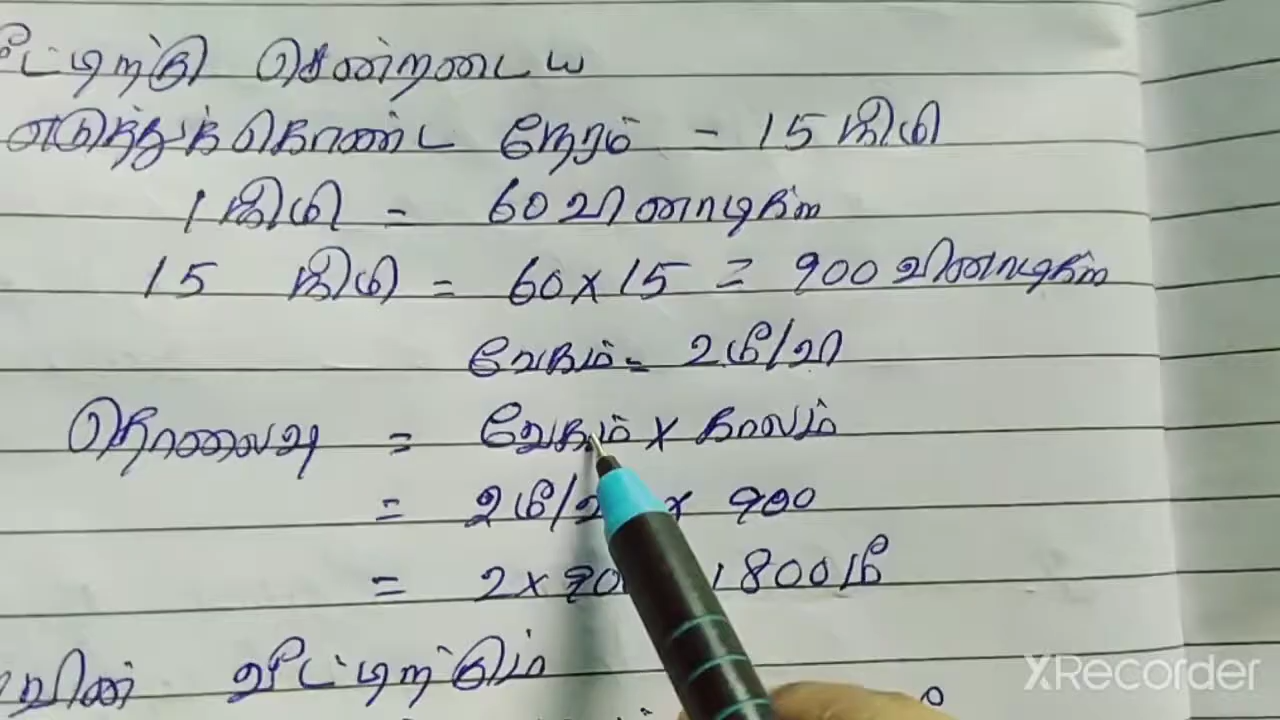 வீட்டிற்கு சென்றடைய
எடுத்துக்கொண்ட நேரம் - 15 நிமி
1 நிமி = 60 வினாடிகள்
15 நிமி = 60 x 15 = 900 வினாடிகள்
வேகம் = 2மீ/வி
தொலைவு = வேகம் x காலம்
= 2மீ/ x 900
= 2 x 1800மீ
வீட்டிற்கும்
XRecorder